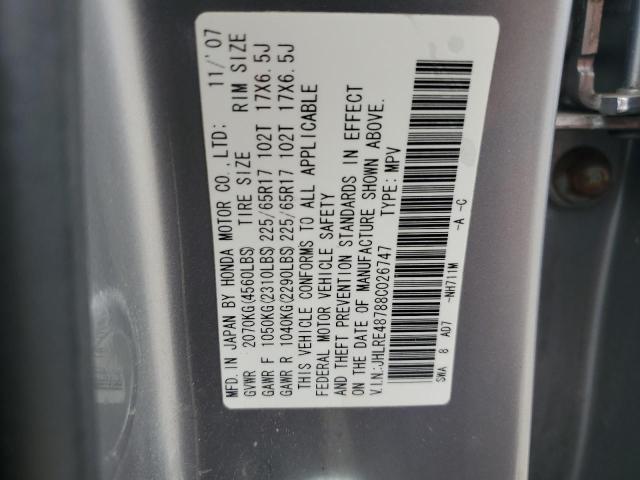 MFD.IN JAPAN BY HONDA MOTOR CO.,LTD: 11/'07
GVWR 2070KG(4560LBS) TIRE SIZE RIM SIZE
GAWR F 1050KG(2310LBS)225/65R17 102T 17X6.5J
GAWR R 1040KG(2290LBS)225/65R17 102T 17X6.5J
THIS VEHICLE CONFORMS TO ALL APPLICABLE
FEDERAL MOTOR VEHICLE SAFETY
AND THEFT PREVENTION STANDARDS IN EFFECT
ON THE DATE OF MANUFACTURE SHOWN ABOVE.
V.I.N:JHLRE48788C026747 TYPE:MPV
SWA 8 A07 -NH711M -A -C